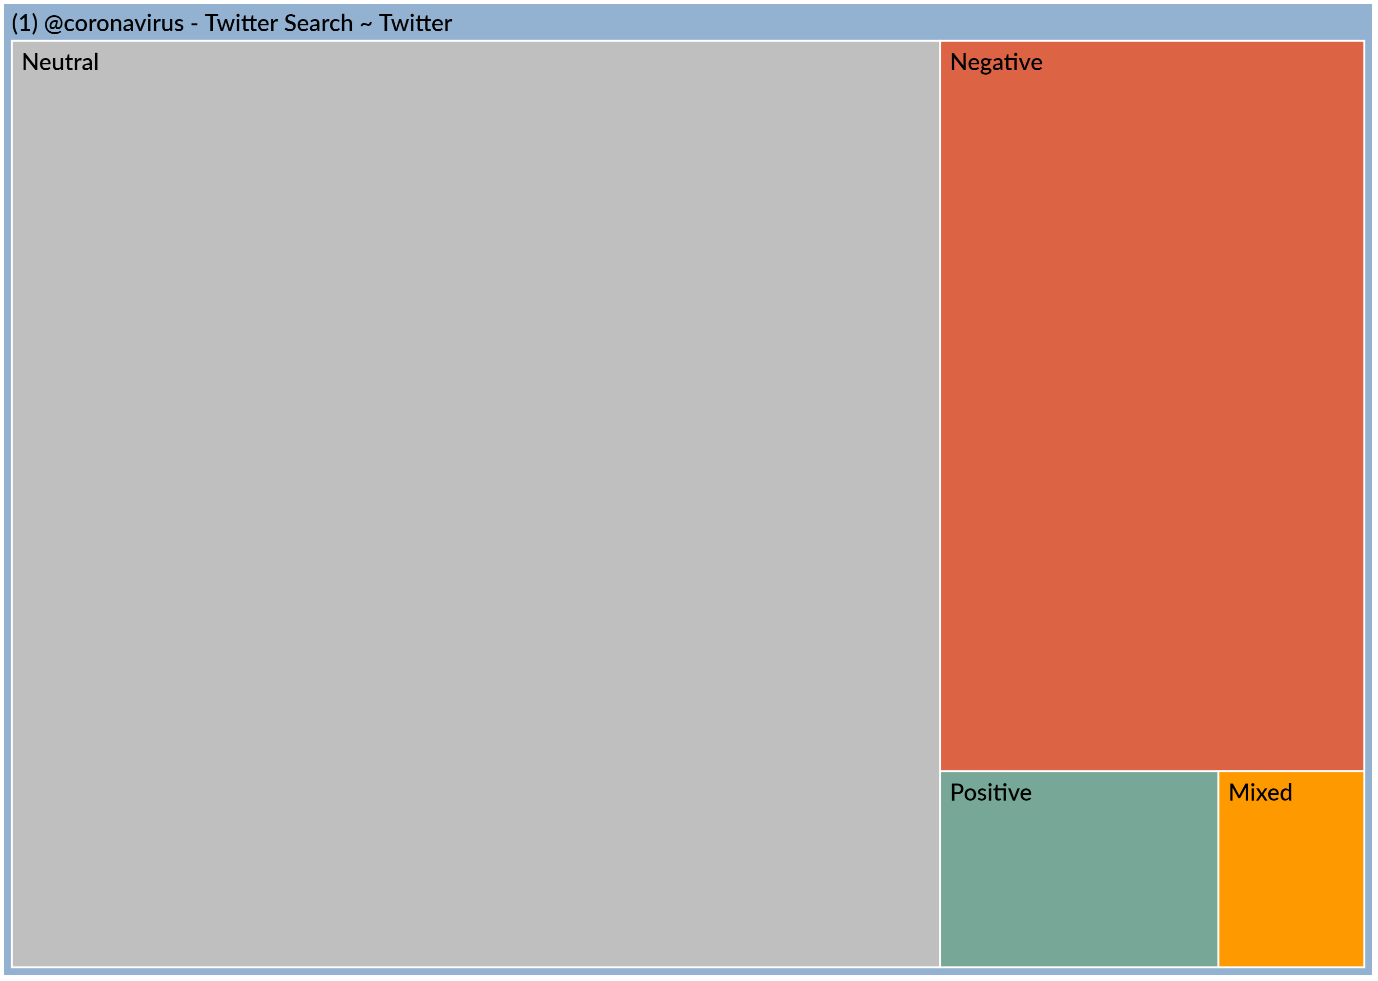 (1) @coronavirus - Twitter Search ~ Twitter
Neutral
Negative
Positive
Mixed